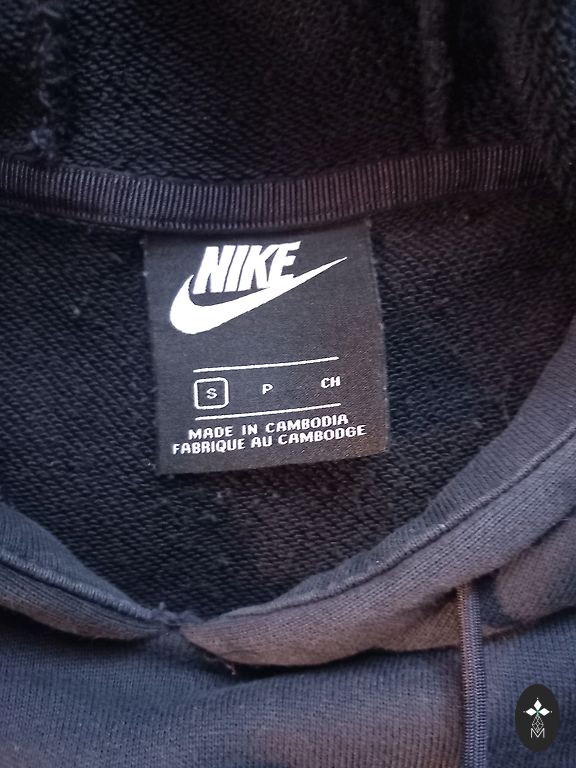 NIKE
S P CH
MADE IN CAMBODIA
FABRIQUE AU CAMBODGE
M